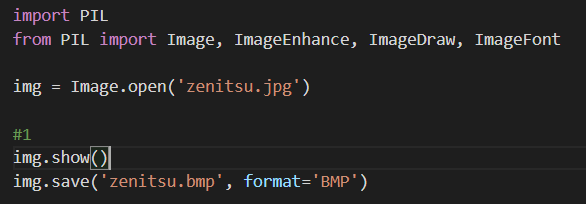 import PIL
from PIL import Image, ImageEnhance, ImageDraw, ImageFont
img = Image.open('zenitsu.jpg')
#1
img.show()
img.save('zenitsu.bmp', format='BMP')